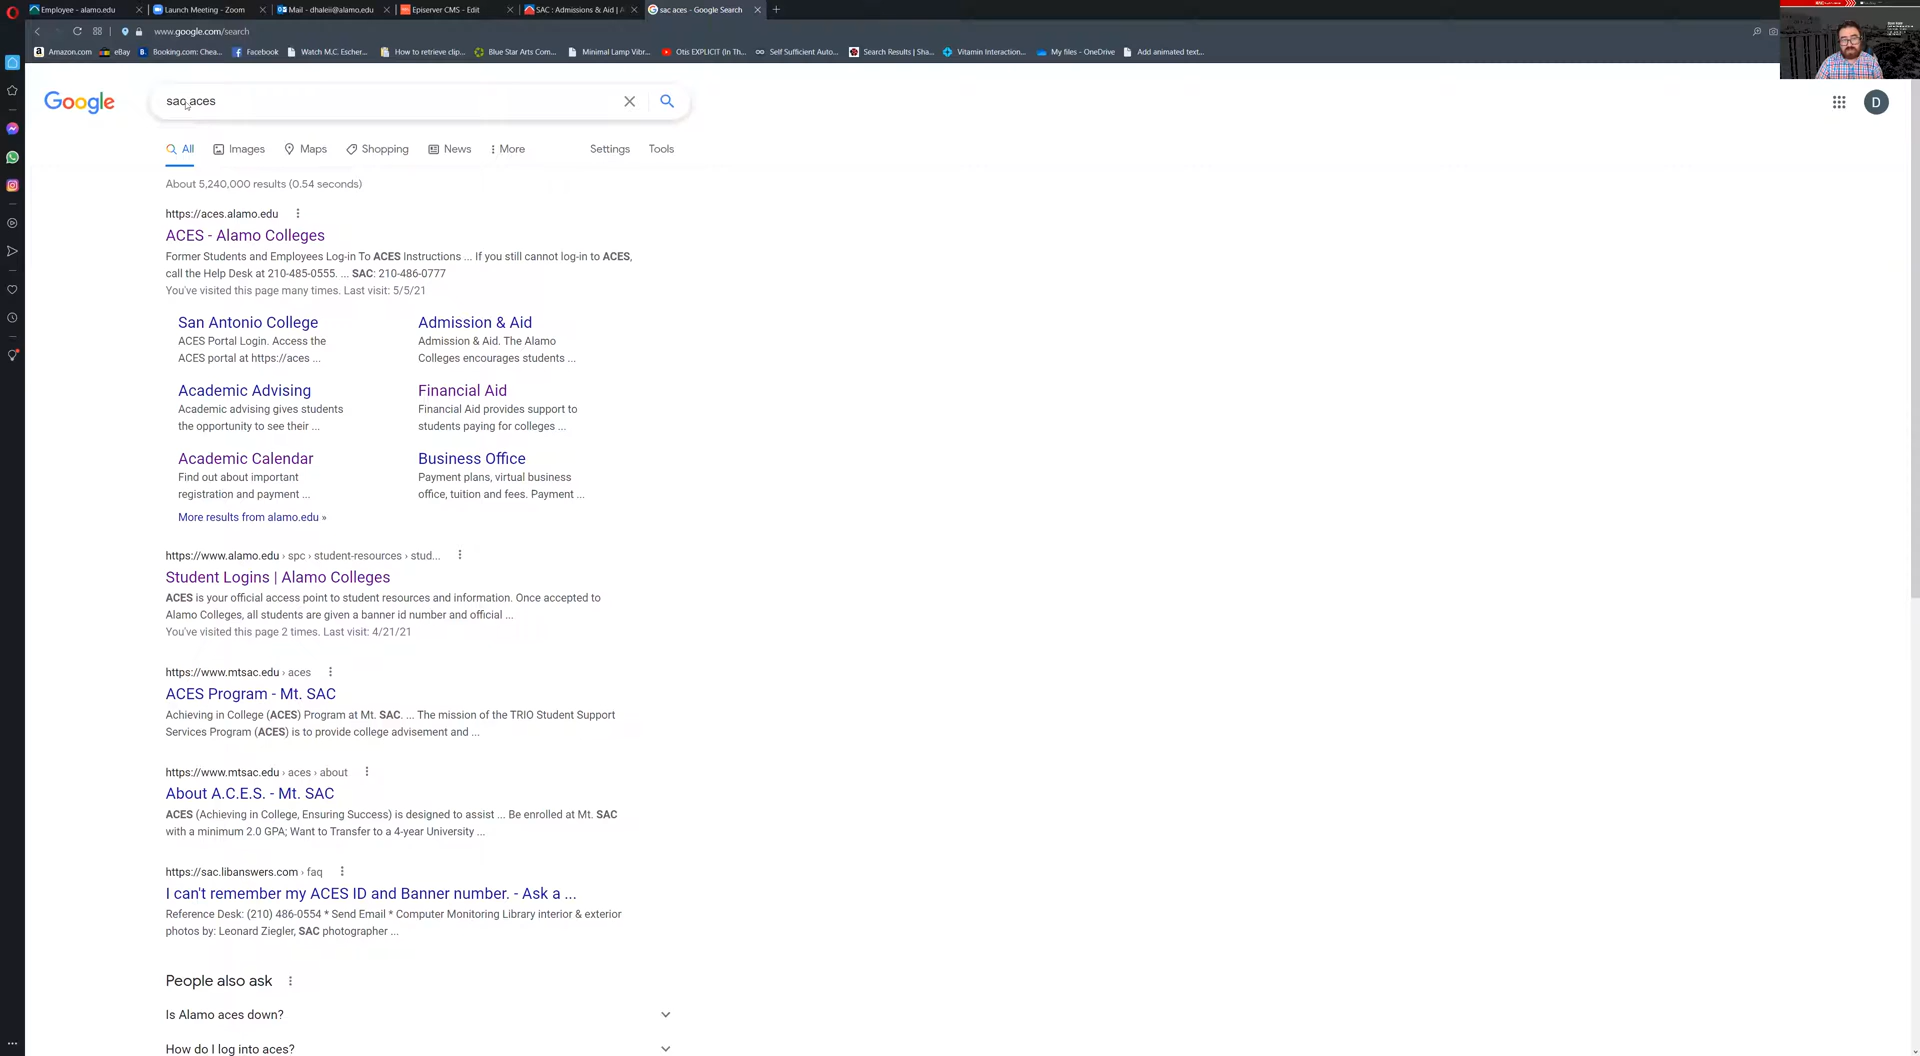 Employee - alamo.edu
Launch Meeting - Zoom
Mail - dhaleii@alamo.edu
Episerver CMS - Edit
SAC : Admissions & Aid | A
sac aces - Google Search
www.google.com/search
Amazon.com
eBay
Booking.com: Chea...
Facebook
Watch M.C. Escher...
How to retrieve clip...
Blue Star Arts Com...
Minimal Lamp Vibr...
Otis EXPLICIT (In Th...
Self Sufficient Auto...
Search Results | Sha...
Vitamin Interaction...
My files - OneDrive
Add animated text...
Google
sac aces
D
All
Images
Maps
Shopping
News
More
Settings
Tools
About 5,240,000 results (0.54 seconds)
https://aces.alamo.edu
ACES - Alamo Colleges
Former Students and Employees Log-in To ACES Instructions ... If you still cannot log-in to ACES,
call the Help Desk at 210-485-0555. ... SAC: 210-486-0777
You've visited this page many times. Last visit: 5/5/21
San Antonio College
ACES Portal Login. Access the
ACES portal at https://aces ...
Admission & Aid
Admission & Aid. The Alamo
Colleges encourages students ...
Academic Advising
Academic advising gives students
the opportunity to see their ...
Financial Aid
Financial Aid provides support to
students paying for colleges ...
Academic Calendar
Find out about important
registration and payment ...
Business Office
Payment plans, virtual business
office, tuition and fees. Payment ...
More results from alamo.edu »
https://www.alamo.edu › spc › student-resources › stud...
Student Logins | Alamo Colleges
ACES is your official access point to student resources and information. Once accepted to
Alamo Colleges, all students are given a banner id number and official ...
You've visited this page 2 times. Last visit: 4/21/21
https://www.mtsac.edu › aces
ACES Program - Mt. SAC
Achieving in College (ACES) Program at Mt. SAC. ... The mission of the TRIO Student Support
Services Program (ACES) is to provide college advisement and ...
https://www.mtsac.edu › aces › about
About A.C.E.S. - Mt. SAC
ACES (Achieving in College, Ensuring Success) is designed to assist ... Be enrolled at Mt. SAC
with a minimum 2.0 GPA; Want to Transfer to a 4-year University ...
https://sac.libanswers.com › faq
I can't remember my ACES ID and Banner number. - Ask a ...
Reference Desk: (210) 486-0554 * Send Email * Computer Monitoring Library interior & exterior
photos by: Leonard Ziegler, SAC photographer ...
People also ask
Is Alamo aces down?
How do I log into aces?